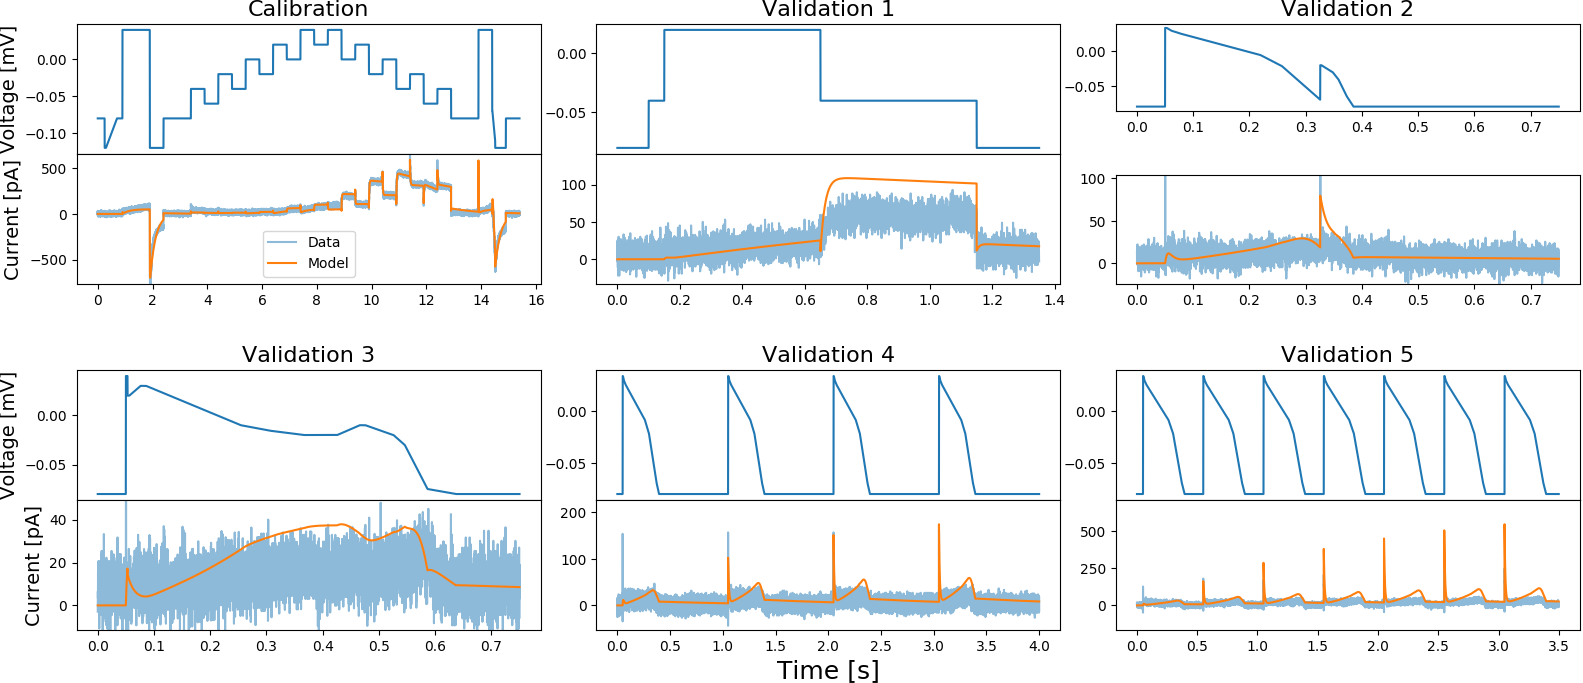 Calibration
Validation 1
Validation 2
Voltage [mV]
0.00
−0.05
−0.10
0.00
−0.05
0.00
−0.05
0.0 0.1 0.2 0.3 0.4 0.5 0.6 0.7
Current [pA]
500
0
−500
Data
Model
0 2 4 6 8 10 12 14 16
100
50
0
0.0 0.2 0.4 0.6 0.8 1.0 1.2 1.4
100
50
0
0.0 0.1 0.2 0.3 0.4 0.5 0.6 0.7
Validation 3
Validation 4
Validation 5
Voltage [mV]
0.00
−0.05
0.00
−0.05
0.00
−0.05
Current [pA]
40
20
0
0.0 0.1 0.2 0.3 0.4 0.5 0.6 0.7
200
100
0
0.0 0.5 1.0 1.5 2.0 2.5 3.0 3.5 4.0
500
250
0
0.0 0.5 1.0 1.5 2.0 2.5 3.0 3.5
Time [s]